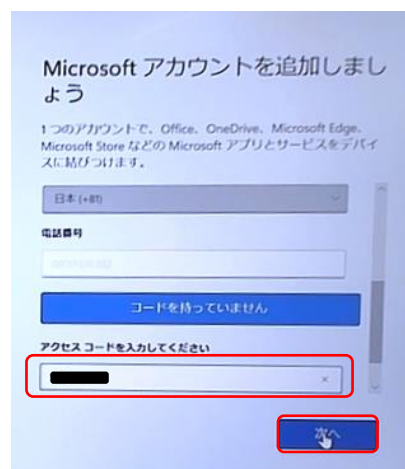 Microsoft アカウントを追加しまし
ょう
1 つのアカウントで、Office、OneDrive、Microsoft Edge、
Microsoft Store などの Microsoft アプリとサービスをデバイ
スに結びつけます。
日本 (+81)
電話番号
コードを持っていません
アクセス コードを入力してください
次へ